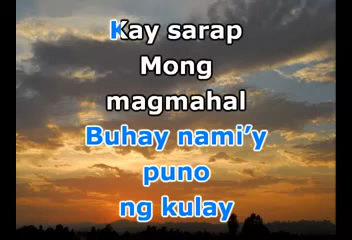 Kay sarap
Mong
magmahal
Buhay nami’y
puno
ng kulay